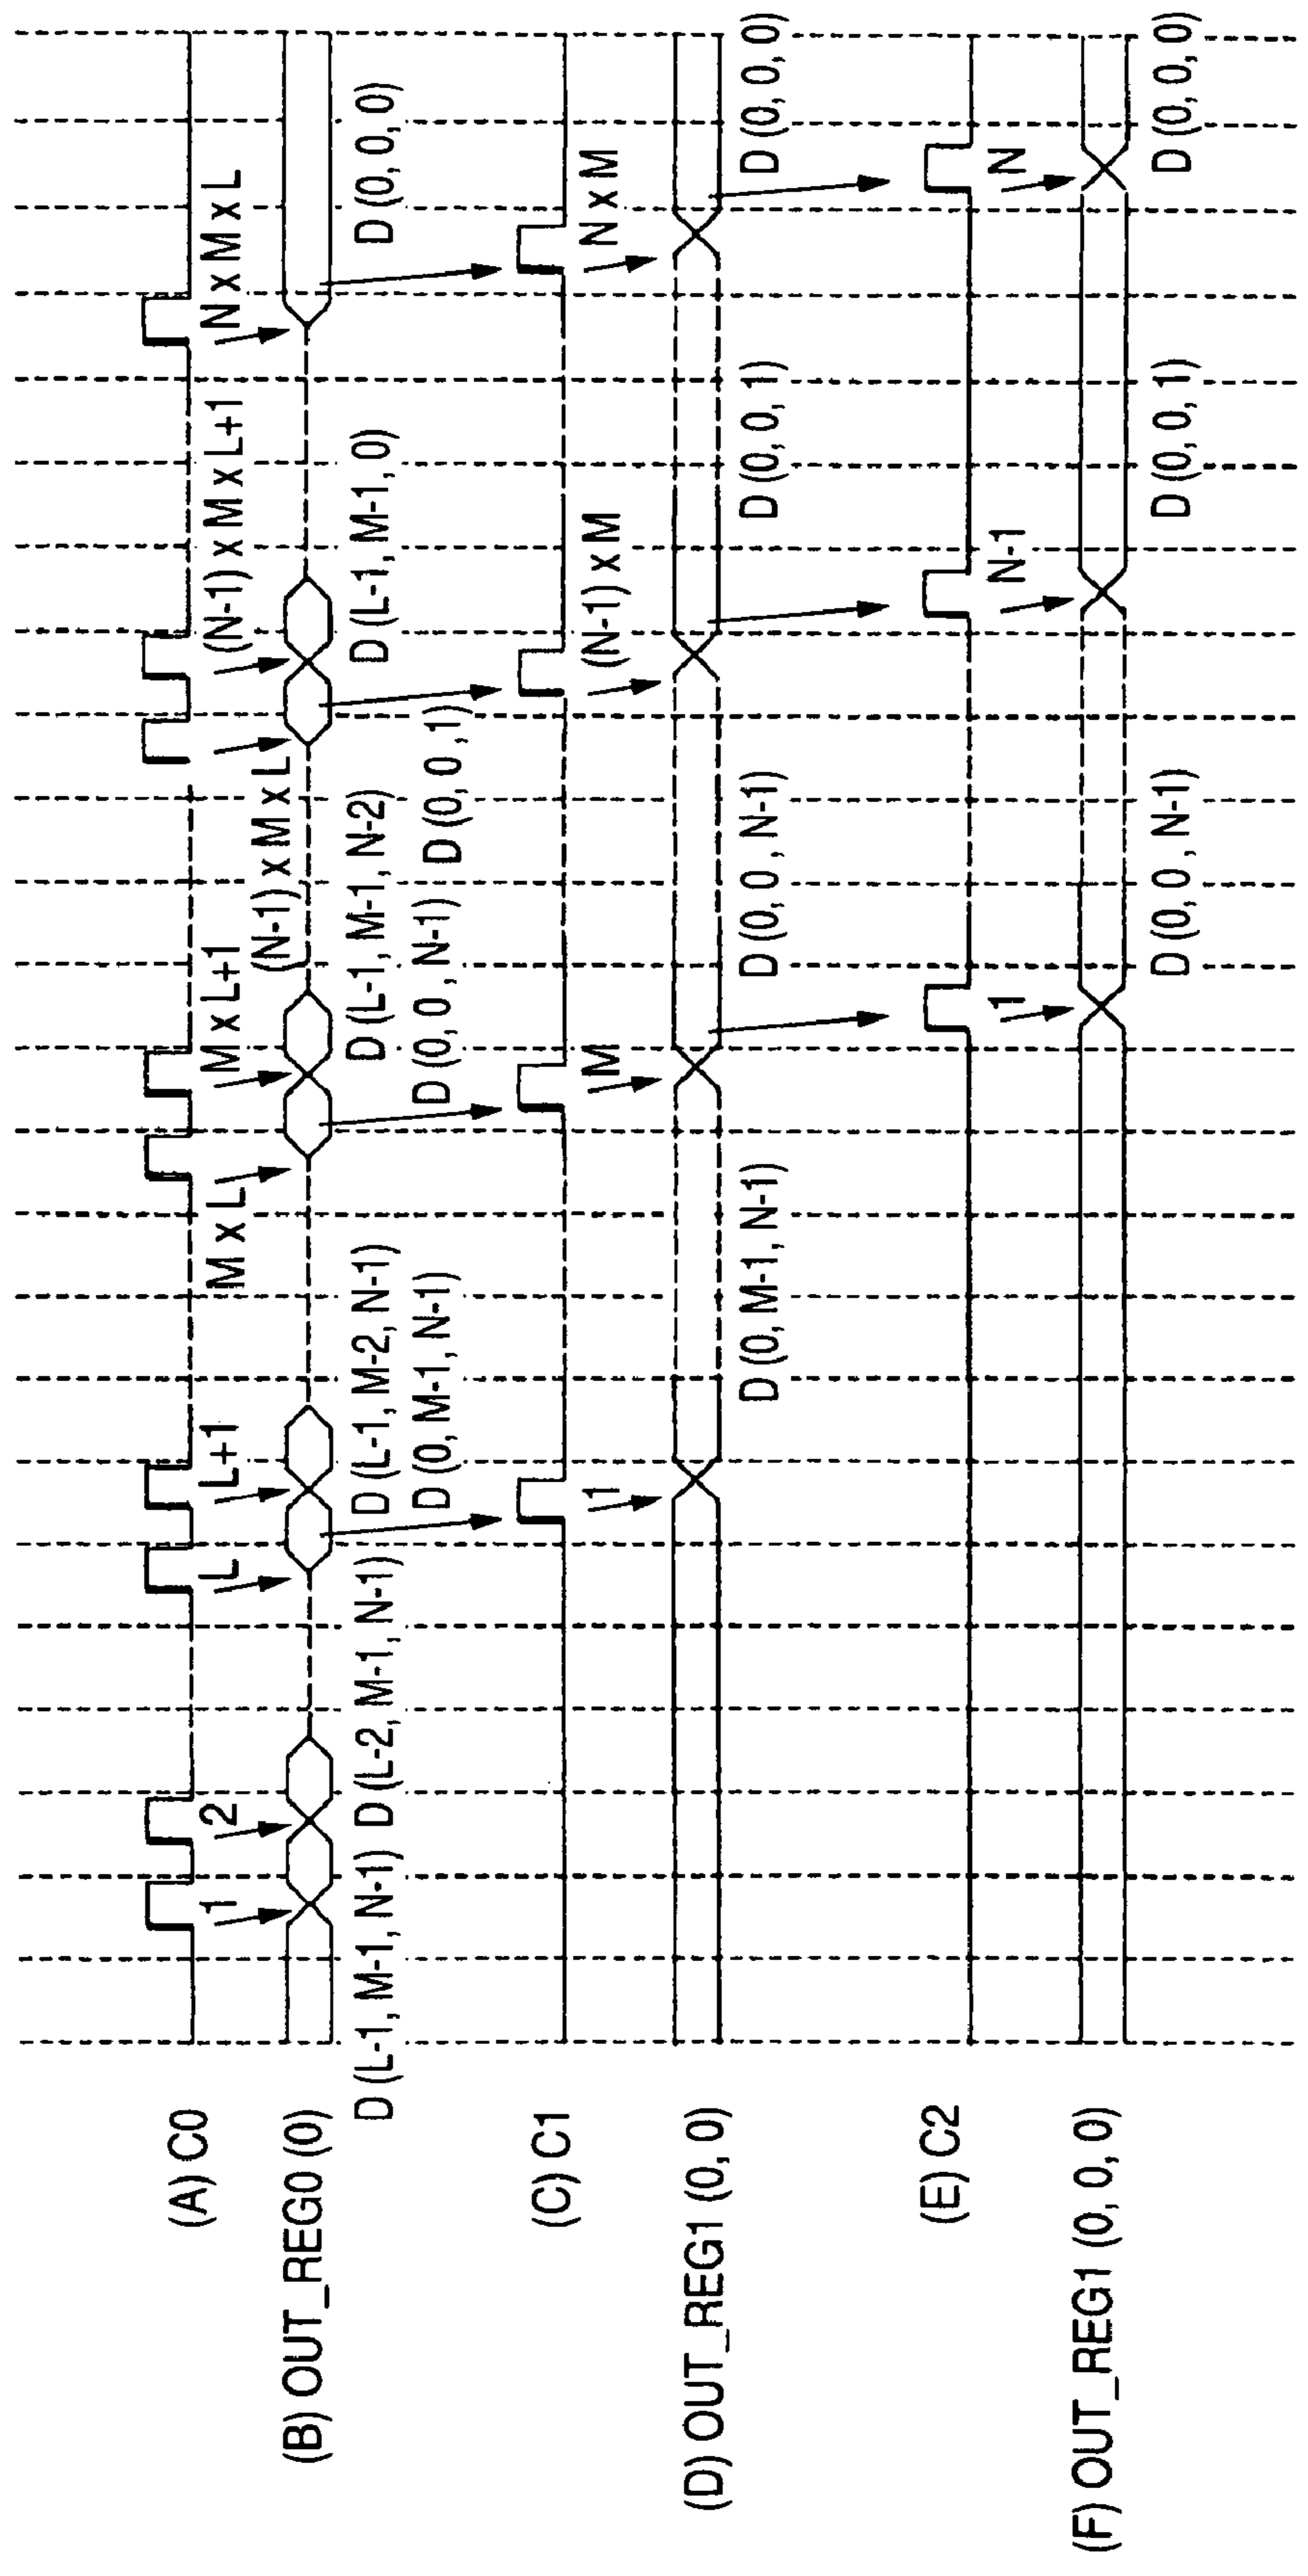 (A) C0
1
2
L
L+1
M x L
M x L+1
(N-1) x M x L
(N-1) x M x L+1
N x M x L
(B) OUT_REG0 (0)
D (L-1, M-1, N-1)
D (L-2, M-1, N-1)
D (L-1, M-2, N-1)
D (0, M-1, N-1)
D (L-1, M-1, N-2)
D (0, 0, N-1)
D (0, 0, 1)
D (L-1, M-1, 0)
D (0, 0, 0)
(C) C1
1
M
(N-1) x M
N x M
(D) OUT_REG1 (0, 0)
D (0, M-1, N-1)
D (0, 0, N-1)
D (0, 0, 1)
D (0, 0, 0)
(E) C2
1
N-1
N
(F) OUT_REG1 (0, 0, 0)
D (0, 0, N-1)
D (0, 0, 1)
D (0, 0, 0)